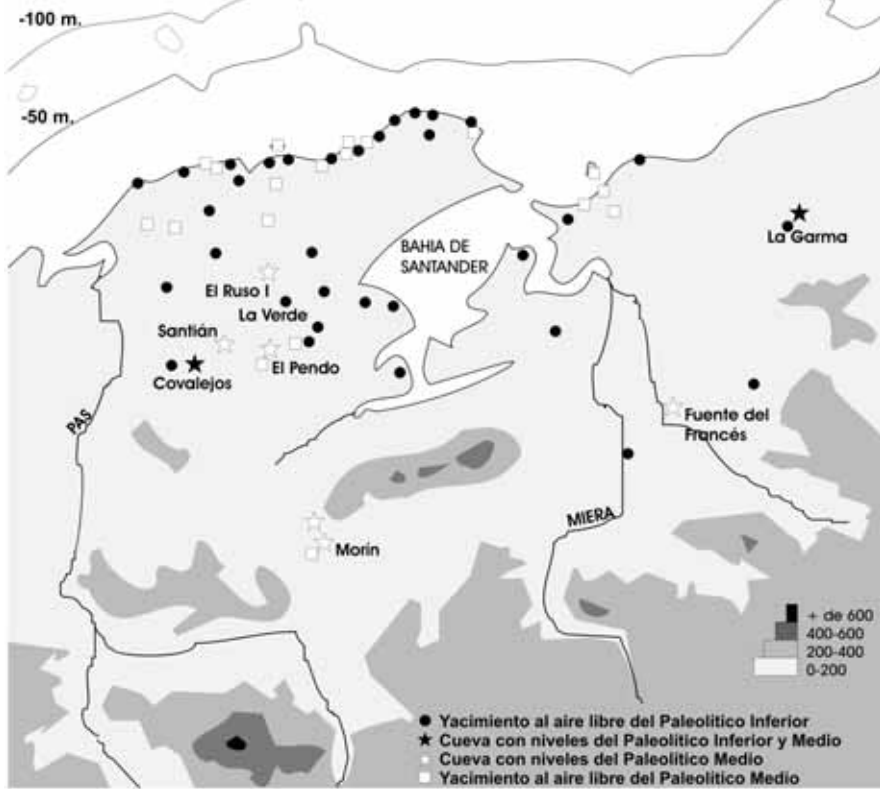 -100 m.
-50 m.
BAHIA DE
SANTANDER
La Garma
El Ruso I
La Verde
Santián
El Pendo
Covalejos
PAS
Fuente del
Francés
MIERA
Morín
+ de 600
400-600
200-400
0-200
Yacimiento al aire libre del Paleolítico Inferior
Cueva con niveles del Paleolítico Inferior y Medio
Cueva con niveles del Paleolítico Medio
Yacimiento al aire libre del Paleolítico Medio